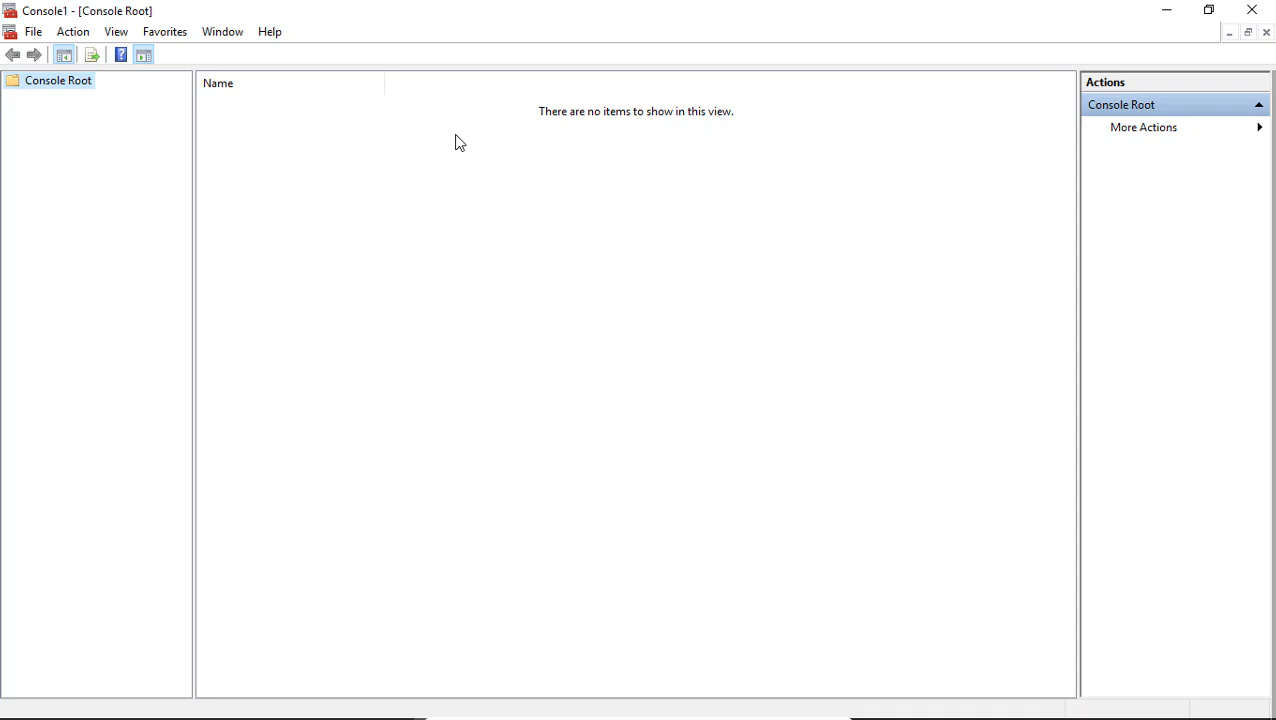 Console1 - [Console Root]
File Action View Favorites Window Help
Console Root
Name
There are no items to show in this view.
Actions
Console Root
More Actions